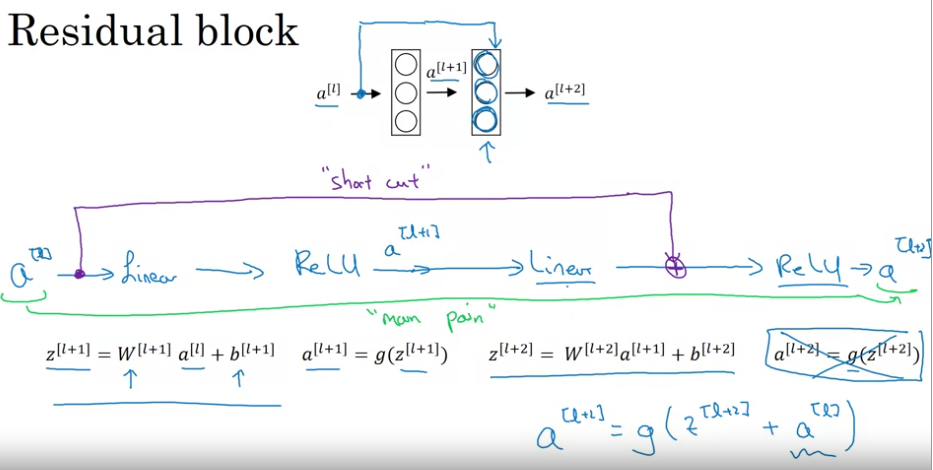 Residual block
a^[l] a^[l+1] a^[l+2]
"short cut"
a^[l] Linear ReLU a^[l+1] Linear ReLU a^[l+2]
"main path"
z^[l+1] = W^[l+1] a^[l] + b^[l+1] a^[l+1] = g(z^[l+1]) z^[l+2] = W^[l+2]a^[l+1] + b^[l+2] a^[l+2] = g(z^[l+2])
a^[l+2] = g(z^[l+2] + a^[l])